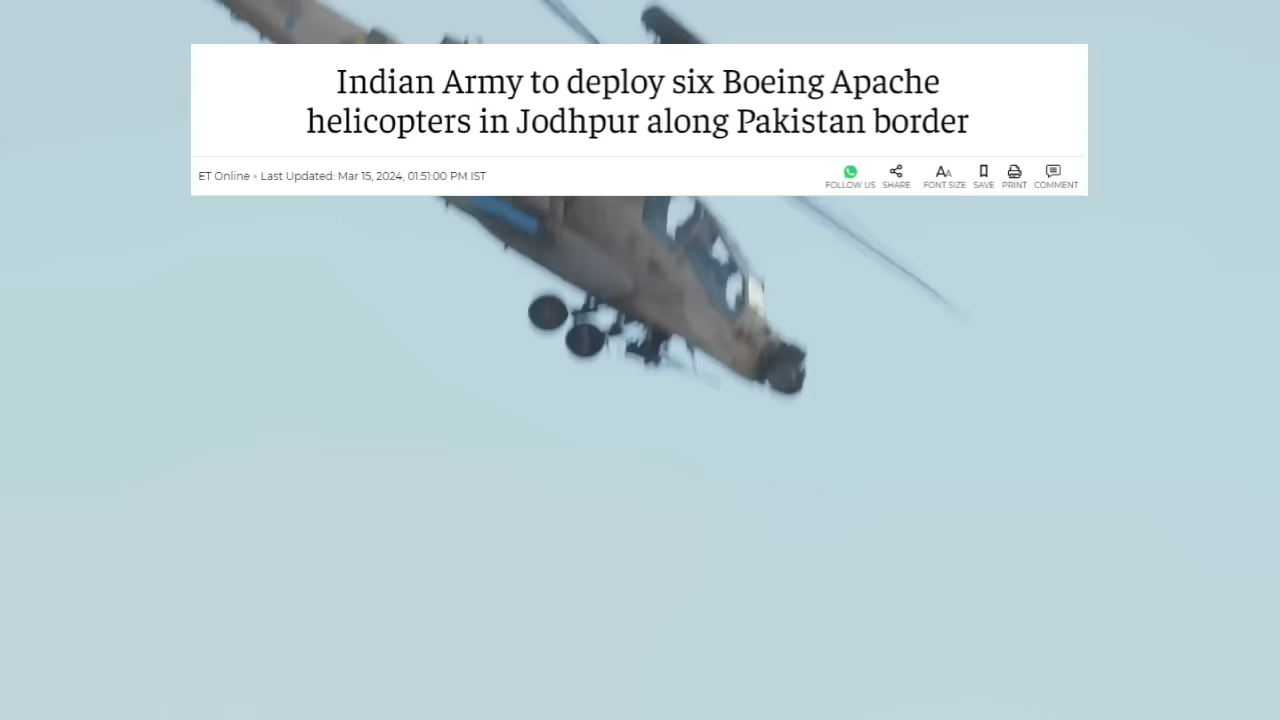 Indian Army to deploy six Boeing Apache
helicopters in Jodhpur along Pakistan border
ET Online • Last Updated: Mar 15, 2024, 01:51:00 PM IST
FOLLOW US SHARE FONT SIZE SAVE PRINT COMMENT